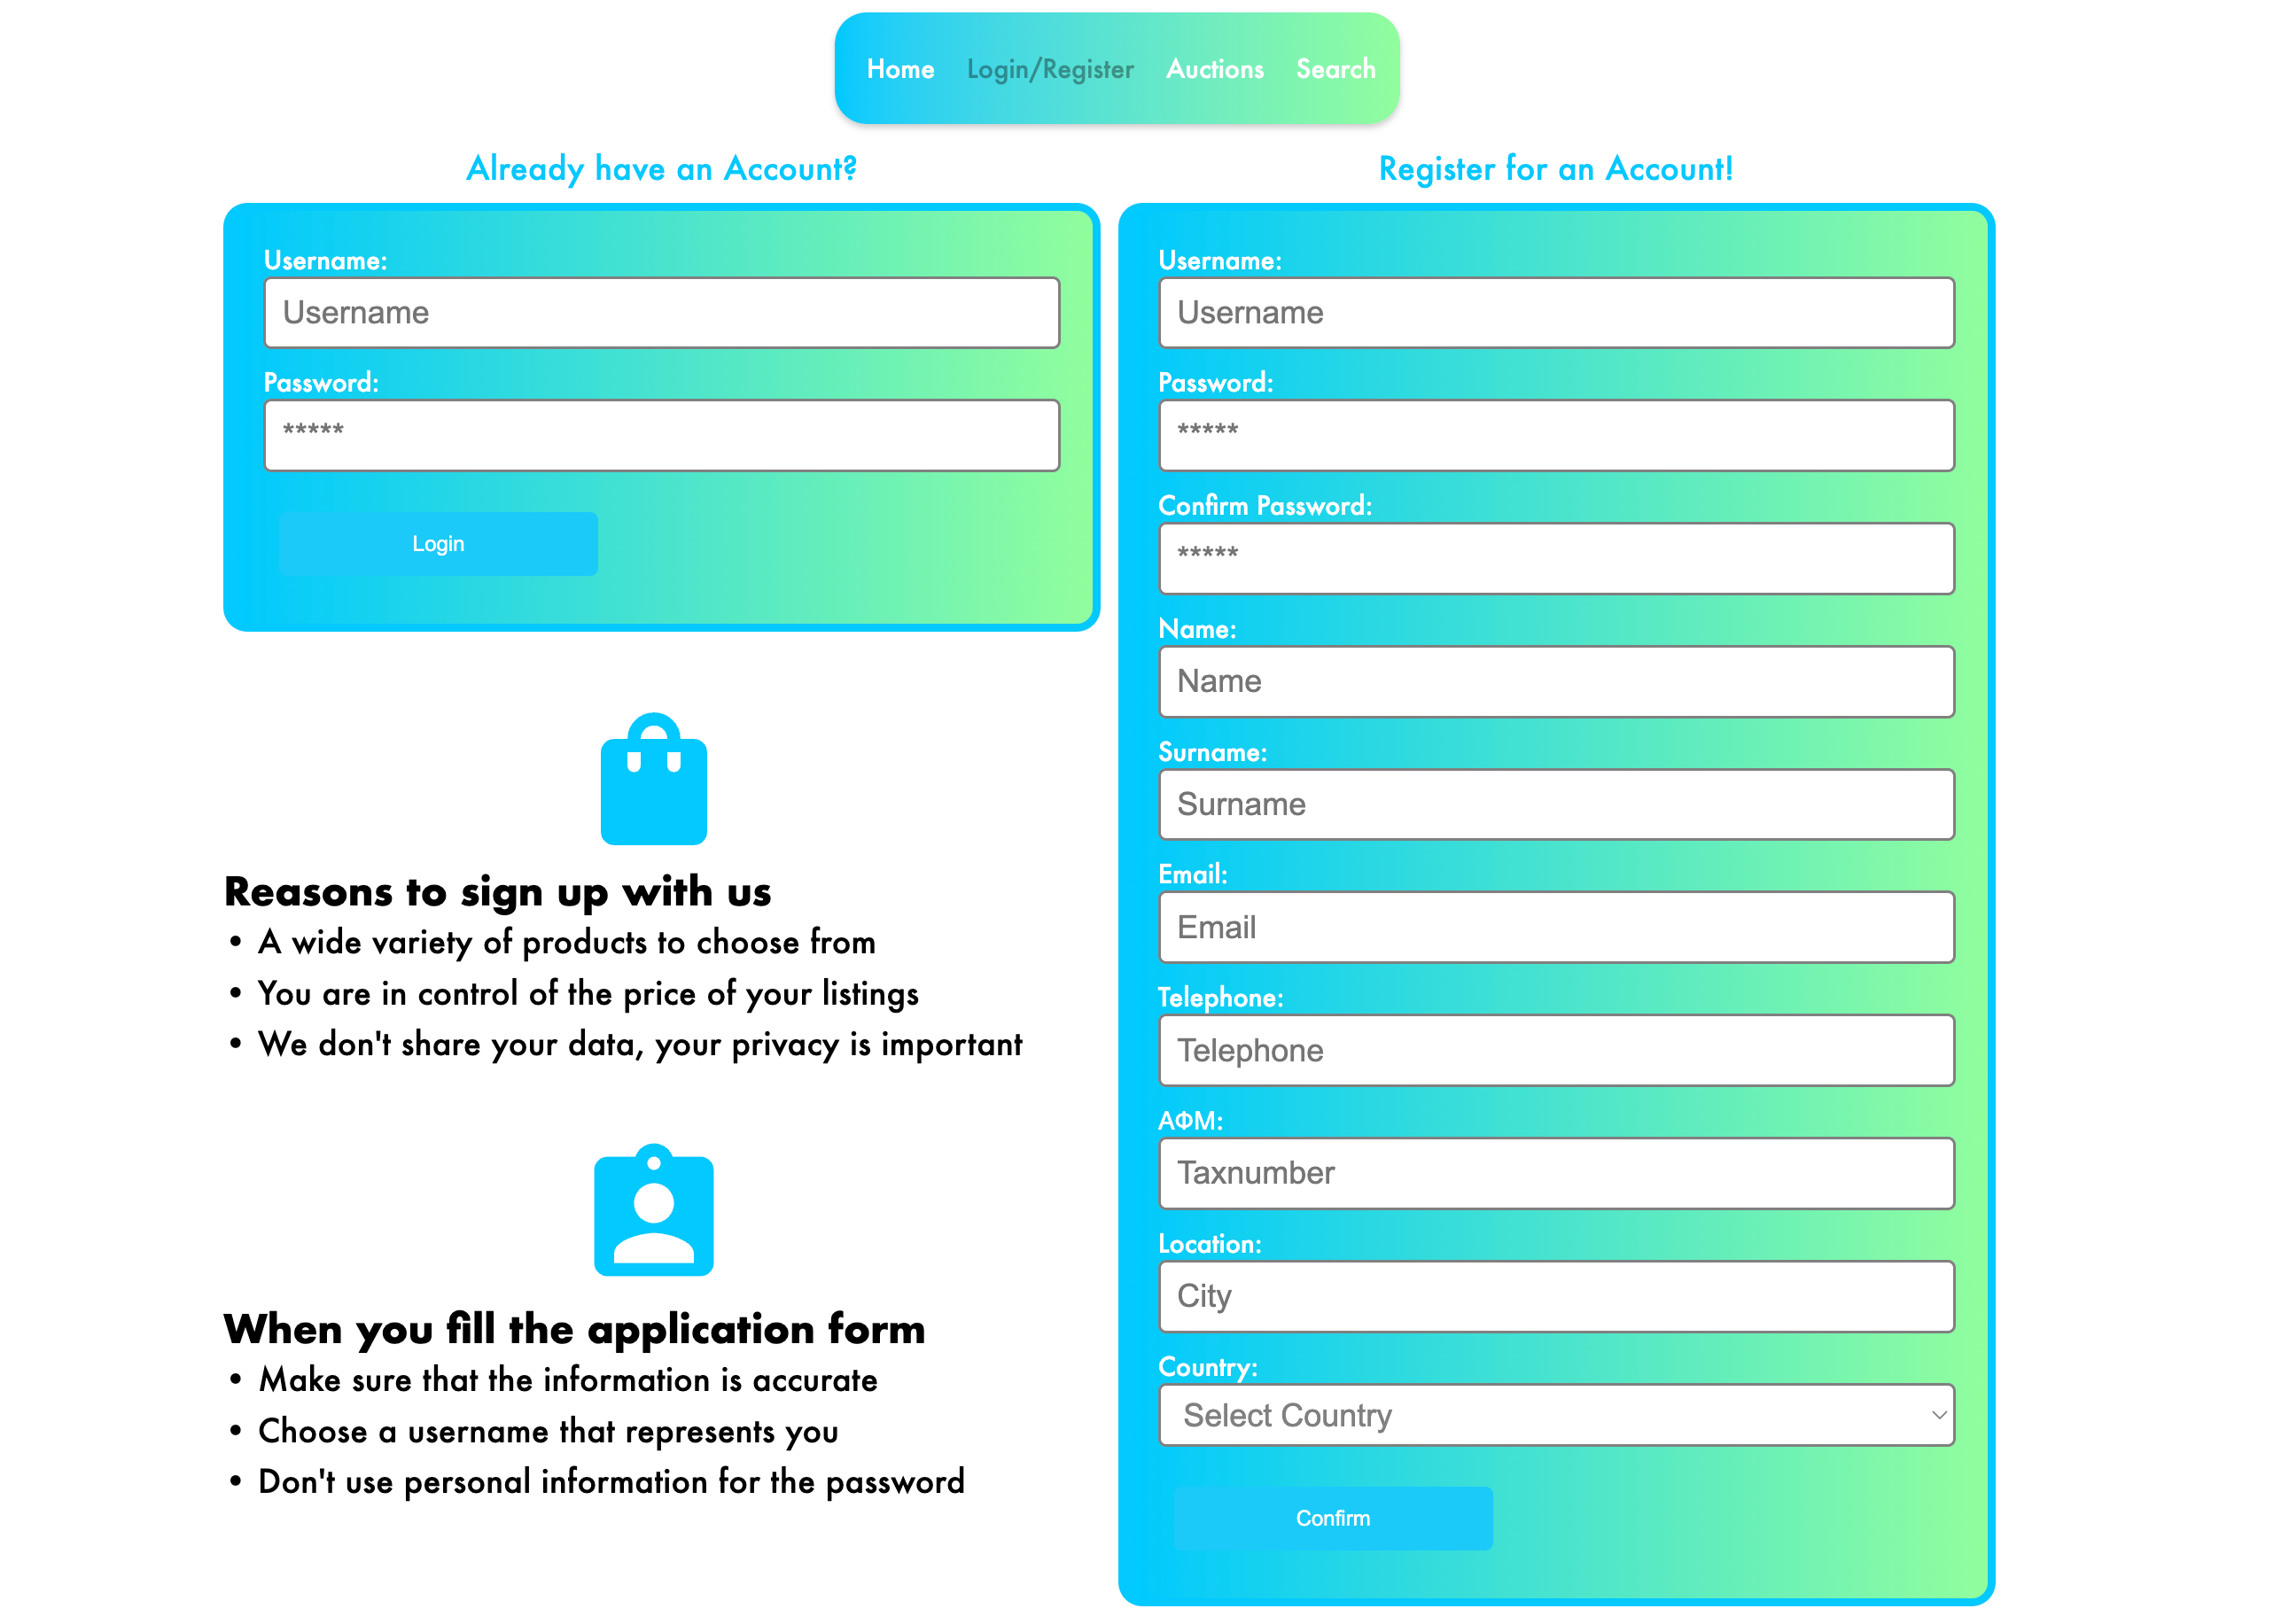 Home Login/Register Auctions Search
Already have an Account?
Username:
Username
Password:
*****
Login
Reasons to sign up with us
• A wide variety of products to choose from
• You are in control of the price of your listings
• We don't share your data, your privacy is important
When you fill the application form
• Make sure that the information is accurate
• Choose a username that represents you
• Don't use personal information for the password
Register for an Account!
Username:
Username
Password:
*****
Confirm Password:
*****
Name:
Name
Surname:
Surname
Email:
Email
Telephone:
Telephone
ΑΦΜ:
Taxnumber
Location:
City
Country:
Select Country
Confirm